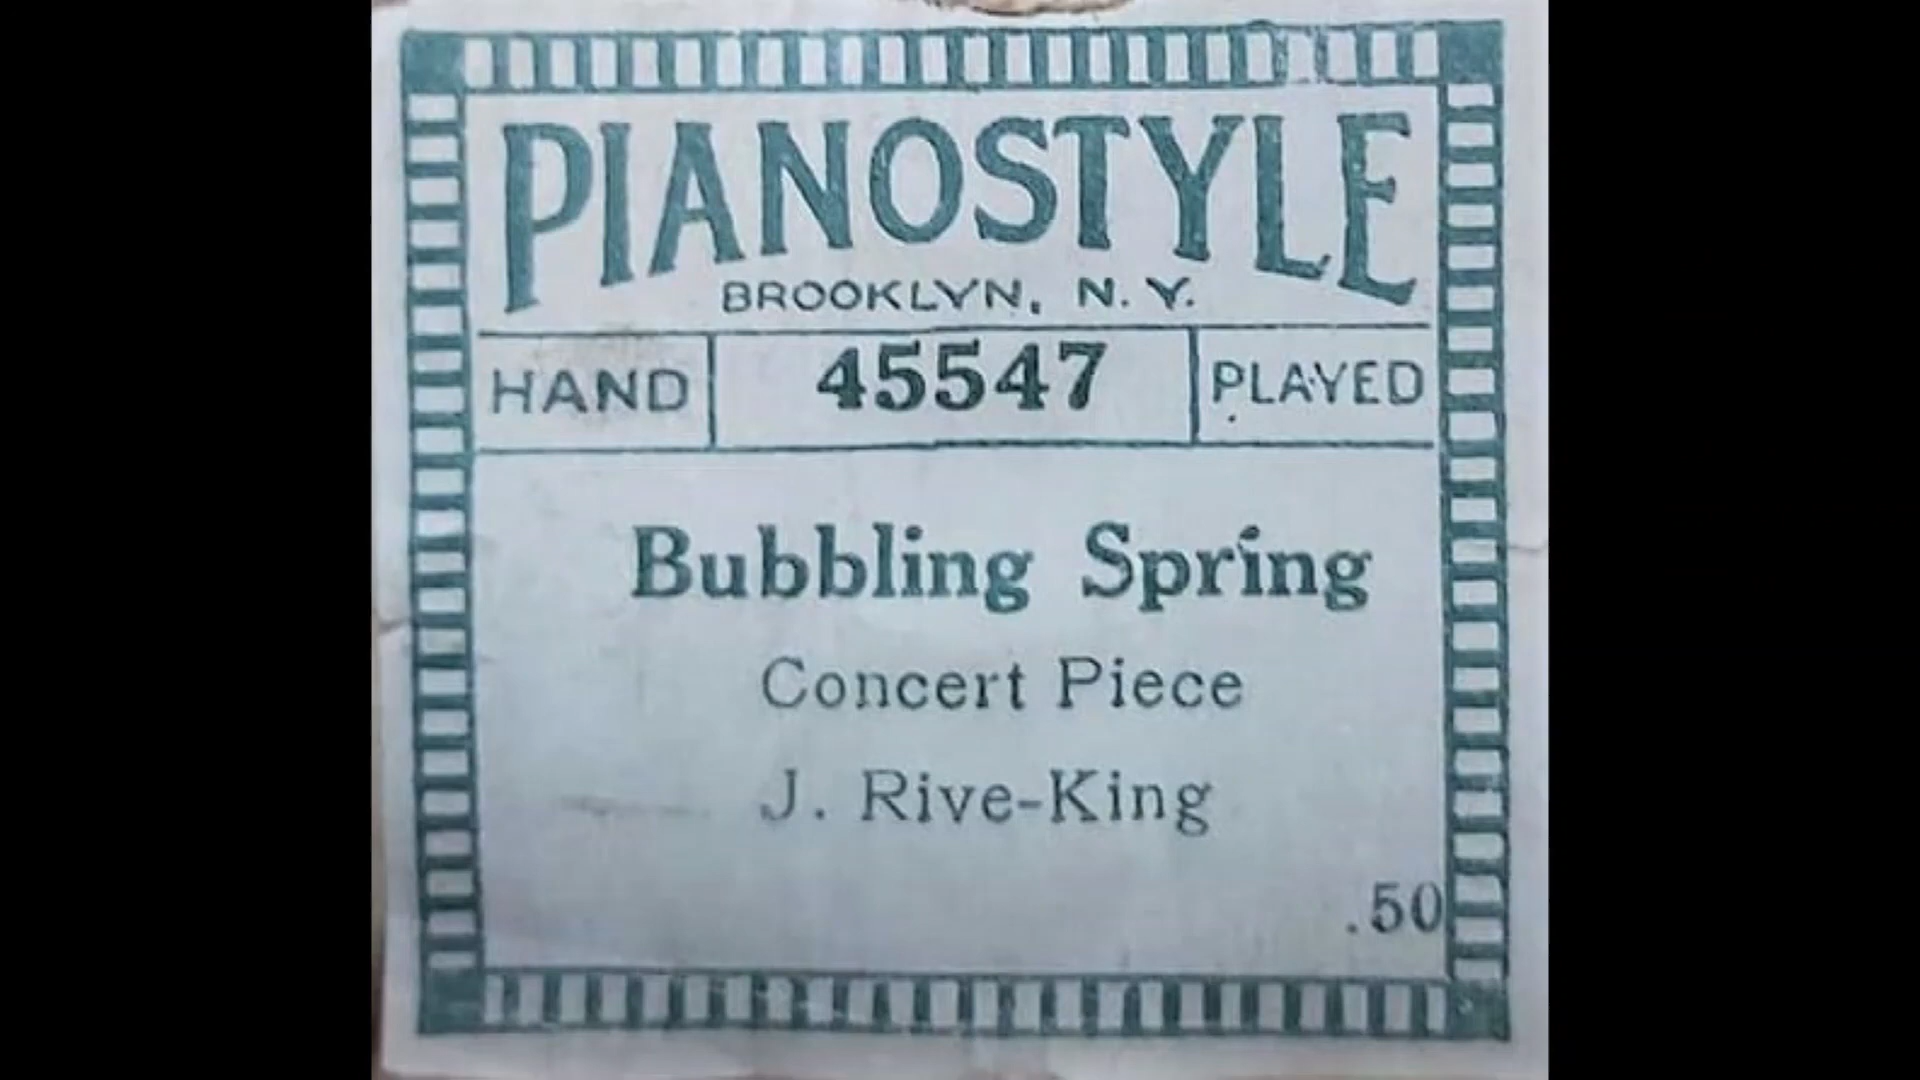 PIANOSTYLE
BROOKLYN, N. Y.
HAND 45547 PLAYED
Bubbling Spring
Concert Piece
J. Rive-King
.50